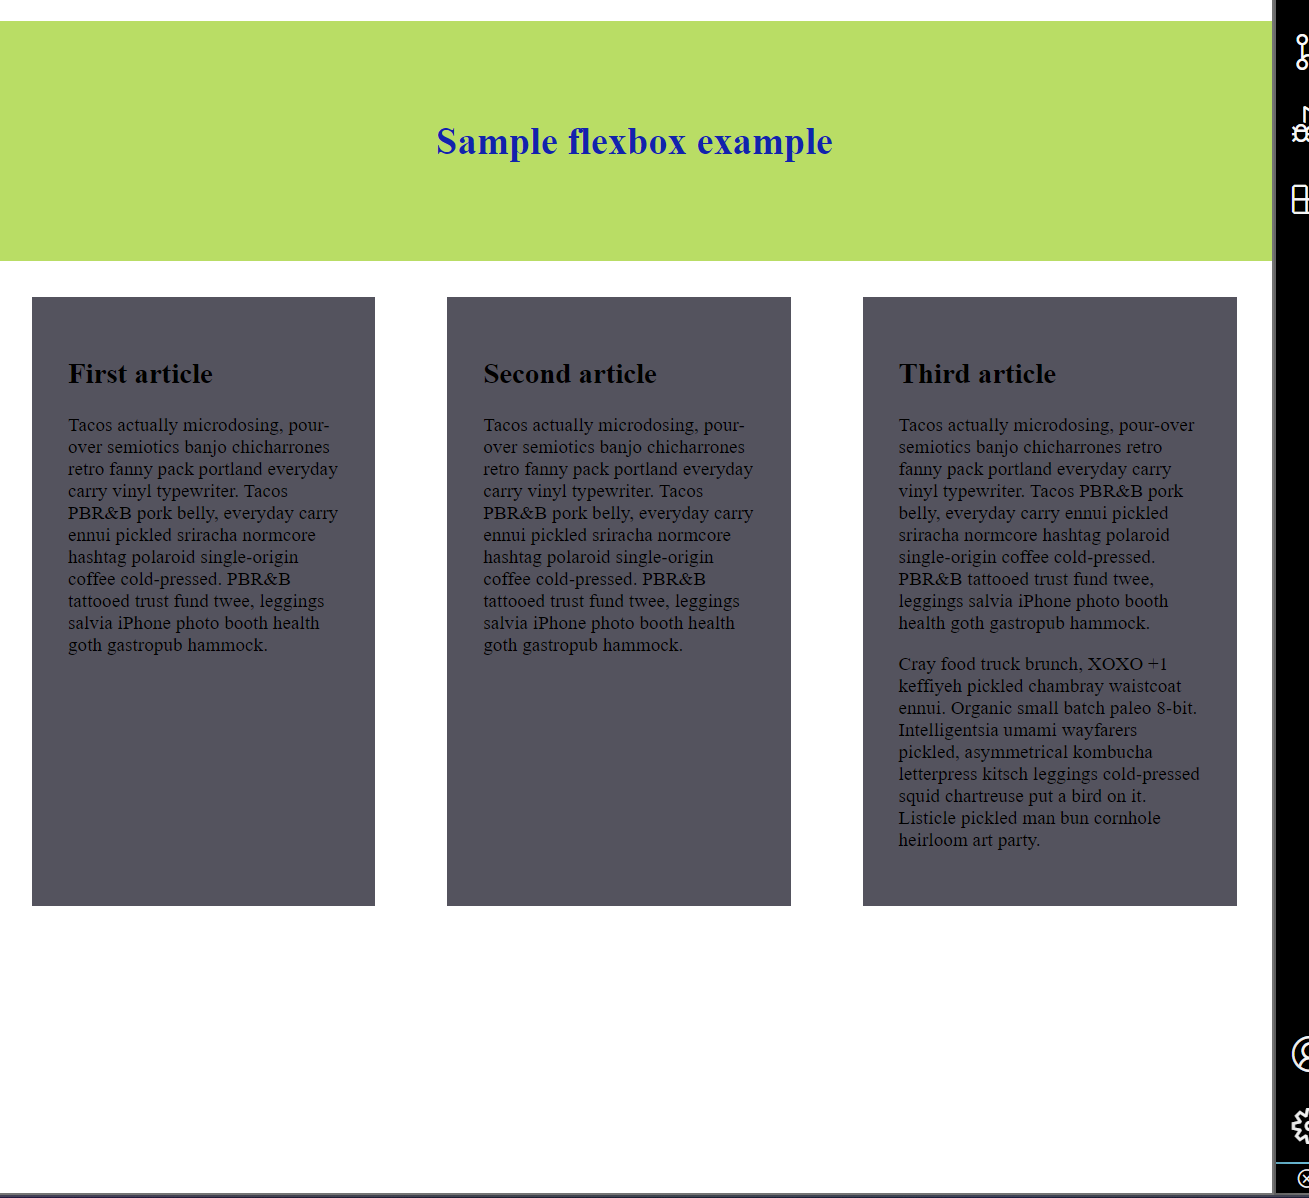 Sample flexbox example
First article
Tacos actually microdosing, pour-
over semiotics banjo chicharrones
retro fanny pack portland everyday
carry vinyl typewriter. Tacos
PBR&B pork belly, everyday carry
ennui pickled sriracha normcore
hashtag polaroid single-origin
coffee cold-pressed. PBR&B
tattooed trust fund twee, leggings
salvia iPhone photo booth health
goth gastropub hammock.
Second article
Tacos actually microdosing, pour-
over semiotics banjo chicharrones
retro fanny pack portland everyday
carry vinyl typewriter. Tacos
PBR&B pork belly, everyday carry
ennui pickled sriracha normcore
hashtag polaroid single-origin
coffee cold-pressed. PBR&B
tattooed trust fund twee, leggings
salvia iPhone photo booth health
goth gastropub hammock.
Third article
Tacos actually microdosing, pour-over
semiotics banjo chicharrones retro
fanny pack portland everyday carry
vinyl typewriter. Tacos PBR&B pork
belly, everyday carry ennui pickled
sriracha normcore hashtag polaroid
single-origin coffee cold-pressed.
PBR&B tattooed trust fund twee,
leggings salvia iPhone photo booth
health goth gastropub hammock.
Cray food truck brunch, XOXO +1
keffiyeh pickled chambray waistcoat
ennui. Organic small batch paleo 8-bit.
Intelligentsia umami wayfarers
pickled, asymmetrical kombucha
letterpress kitsch leggings cold-pressed
squid chartreuse put a bird on it.
Listicle pickled man bun cornhole
heirloom art party.